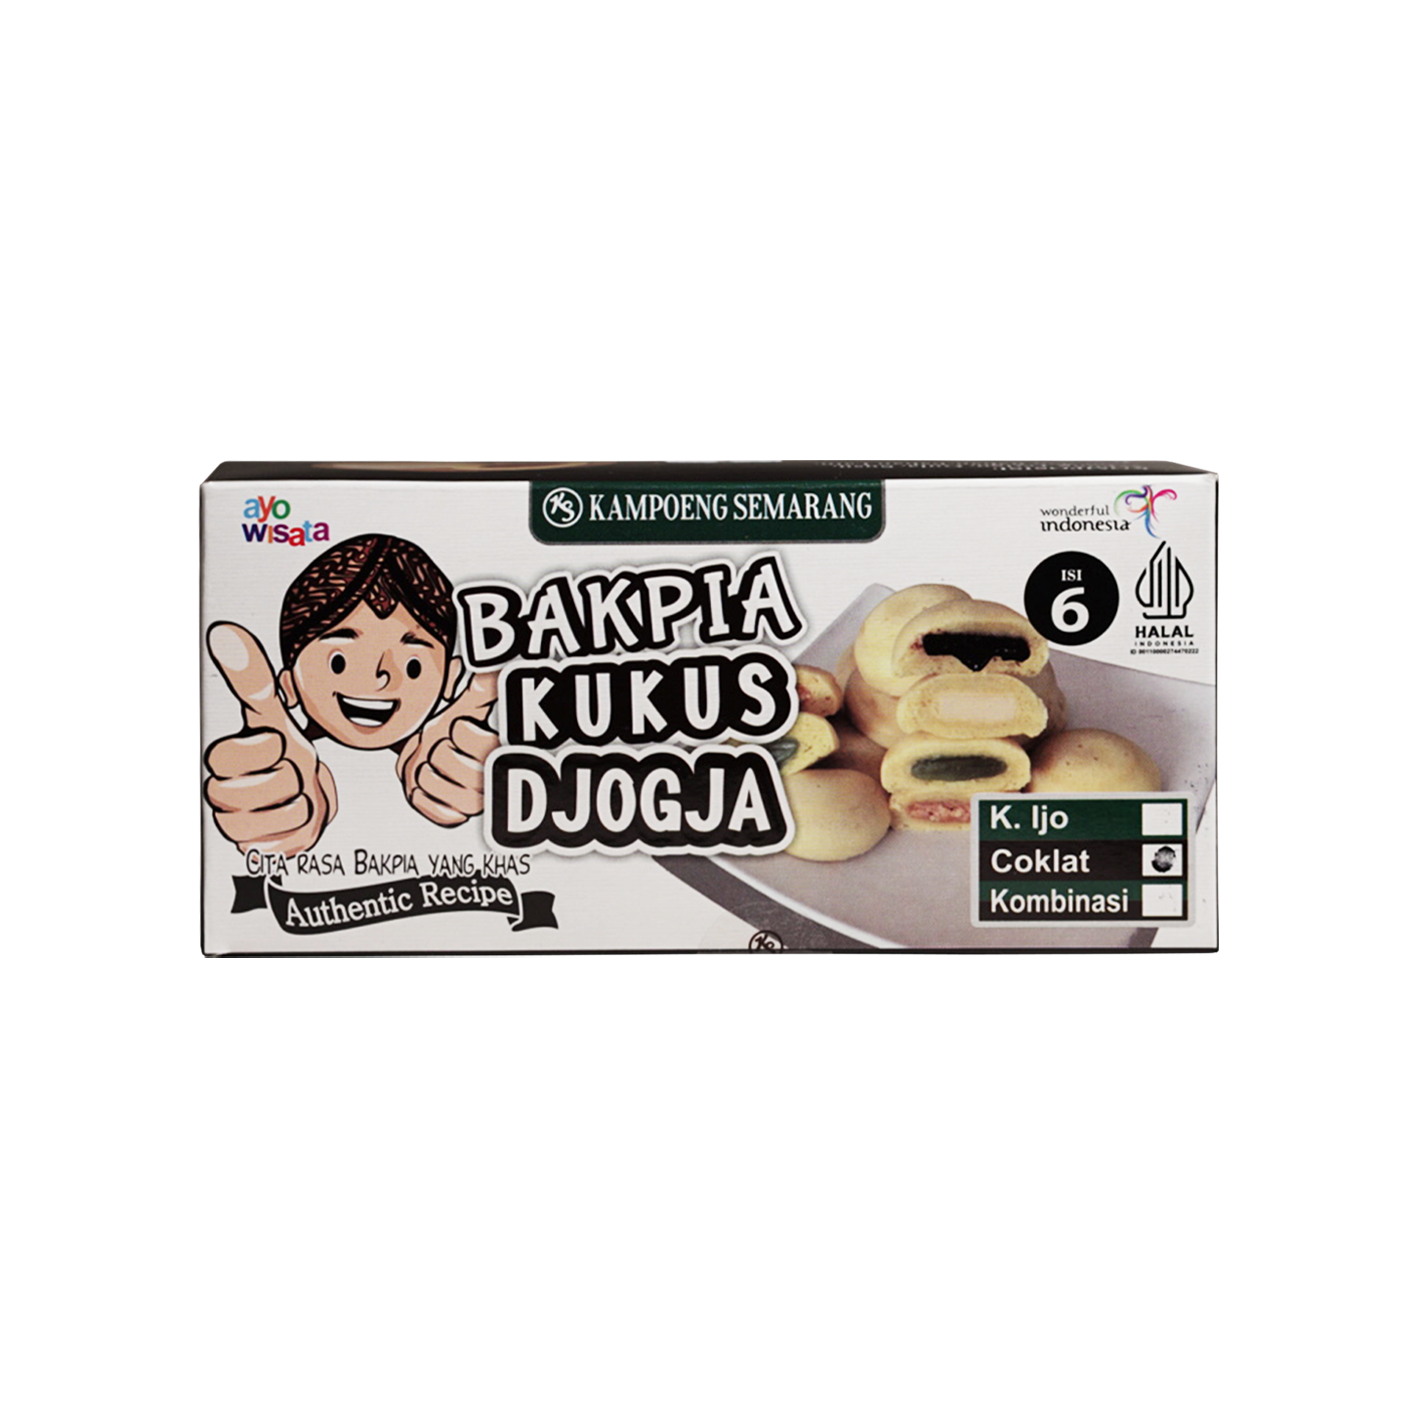 ayo
wisata
KS KAMPOENG SEMARANG
wonderful
indonesia
BAKPIA
KUKUS
DJOGJA
ISI
6
HALAL
INDONESIA
K. Ijo
Coklat
Kombinasi
CITA RASA BAKPIA YANG KHAS
Authentic Recipe